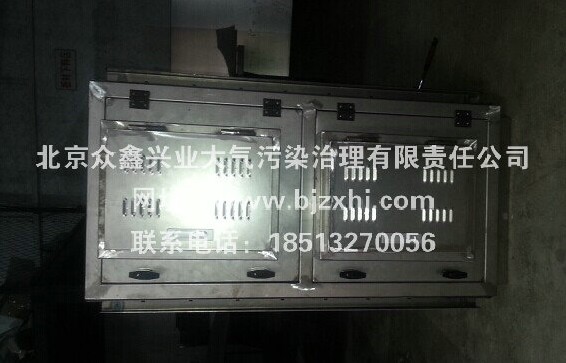 北京众鑫兴业大气污染治理有限责任公司
网址：www.bjzxhj.com
联系电话：18513270056